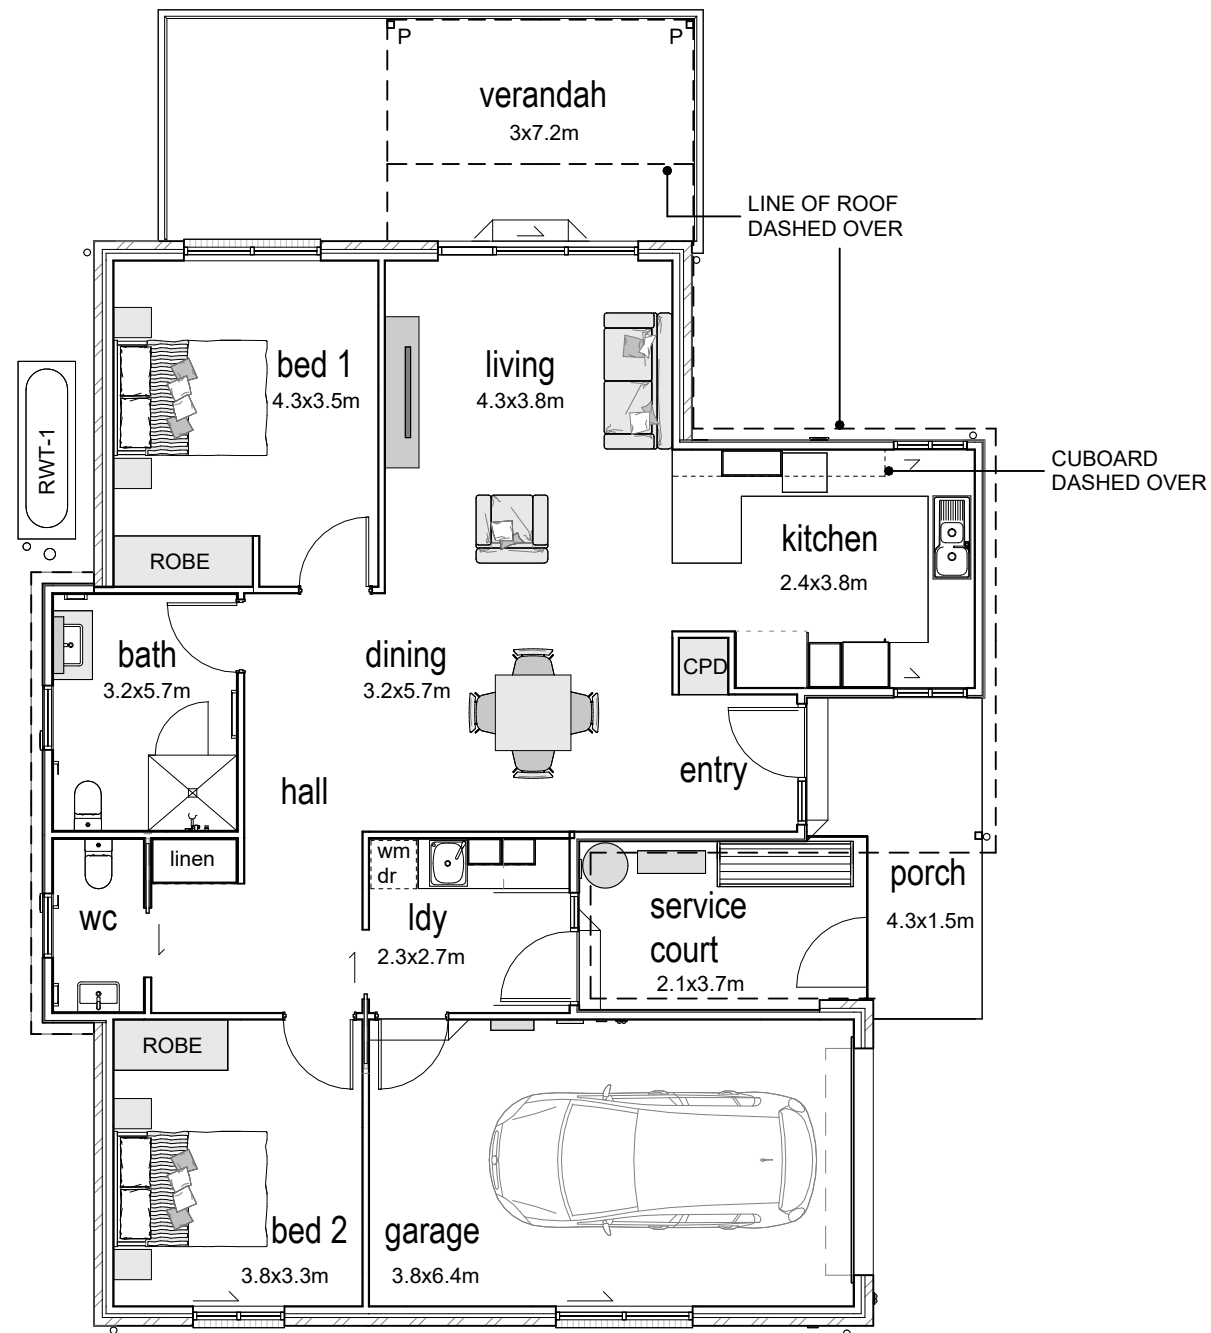 P
P
verandah
3x7.2m
LINE OF ROOF
DASHED OVER
bed 1
4.3x3.5m
living
4.3x3.8m
RWT-1
CUBOARD
DASHED OVER
kitchen
2.4x3.8m
ROBE
bath
3.2x5.7m
dining
3.2x5.7m
CPD
entry
hall
linen
wm
dr
wc
ldy
2.3x2.7m
service
court
2.1x3.7m
porch
4.3x1.5m
ROBE
bed 2
3.8x3.3m
garage
3.8x6.4m